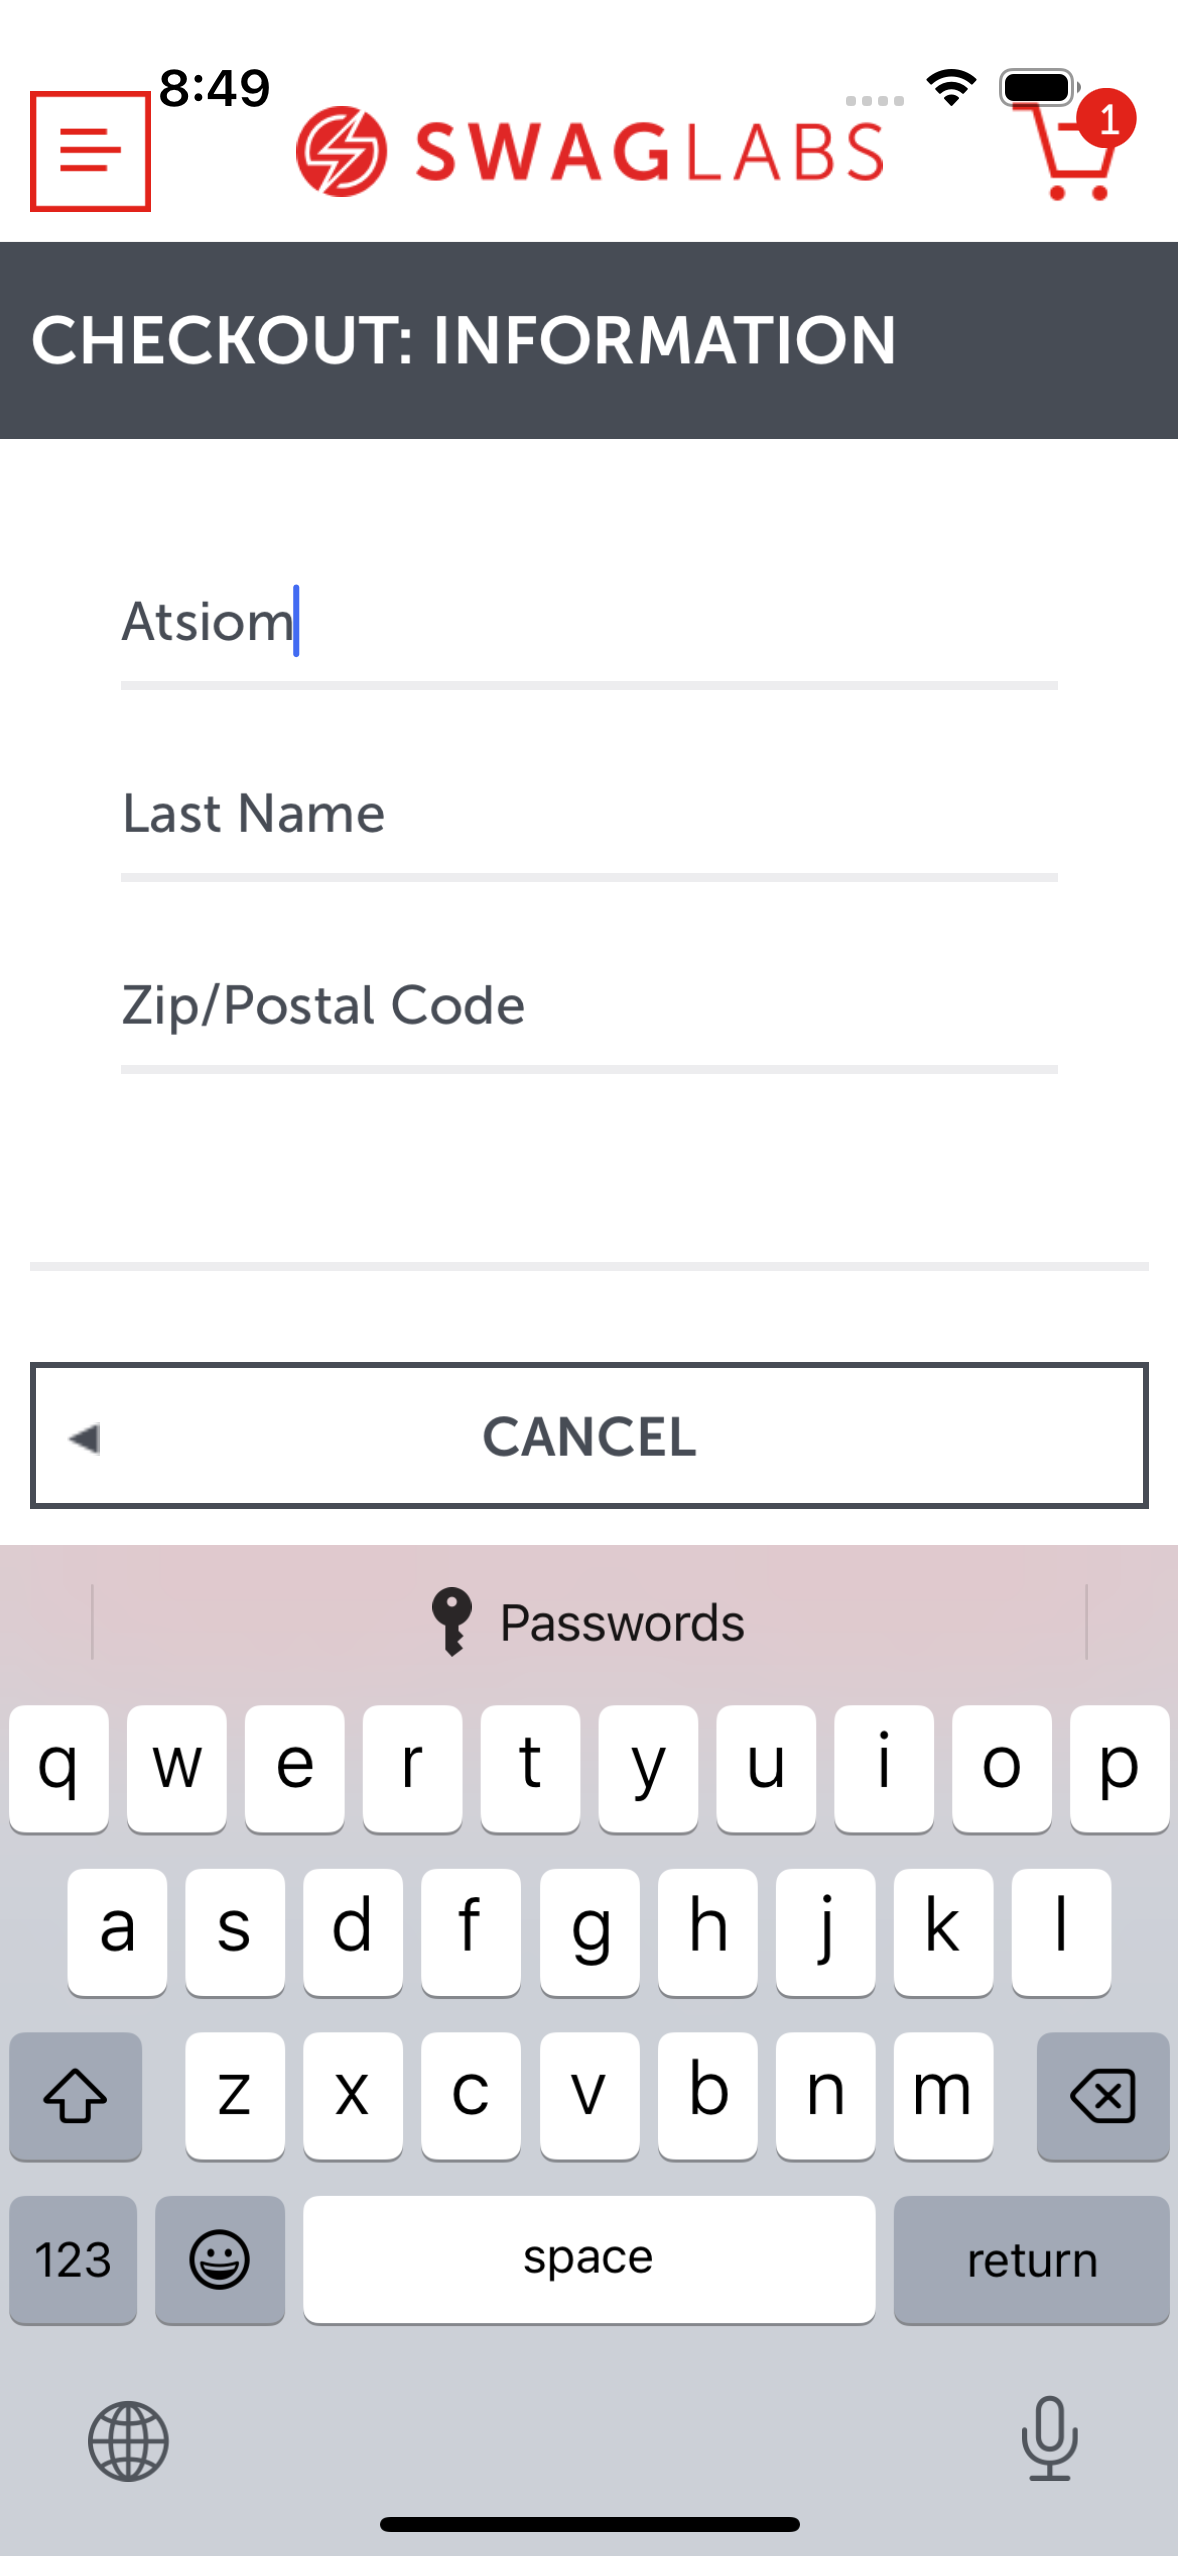 8:49
SWAGLABS
1
CHECKOUT: INFORMATION
Atsiom
Last Name
Zip/Postal Code
CANCEL
Passwords
q w e r t y u i o p
a s d f g h j k l
z x c v b n m
123 space return